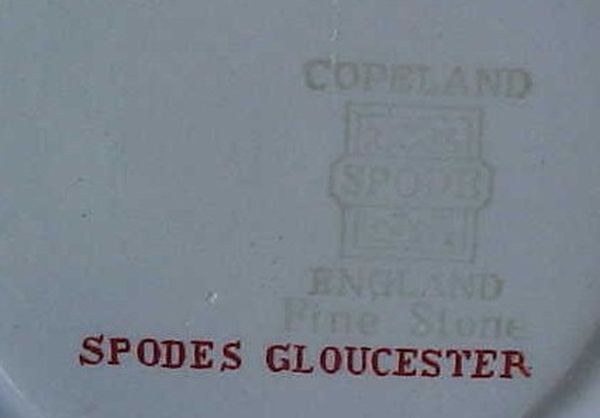 COPELAND
SPODE
ENGLAND
Fine Stone
SPODES GLOUCESTER